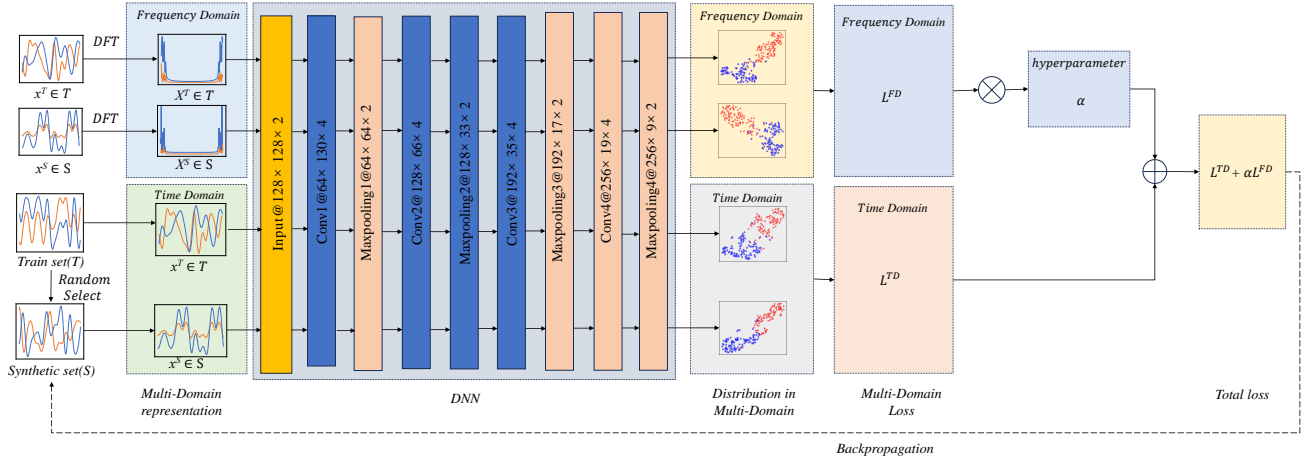 DFT
x^T ∈ T
DFT
x^S ∈ S
Train set(T)
Random
Select
Synthetic set(S)
Frequency Domain
X^T ∈ T
X^S ∈ S
Time Domain
x^T ∈ T
x^S ∈ S
Multi-Domain
representation
Input@128× 128× 2
Conv1@64× 130× 4
Maxpooling1@64× 64× 2
Conv2@128× 66× 4
Maxpooling2@128× 33× 2
Conv3@192× 35× 4
Maxpooling3@192× 17× 2
Conv4@256× 19× 4
Maxpooling4@256× 9× 2
DNN
Frequency Domain
Time Domain
Distribution in
Multi-Domain
Frequency Domain
L^FD
Time Domain
L^TD
Multi-Domain
Loss
hyperparameter
α
L^TD + αL^FD
Total loss
Backpropagation